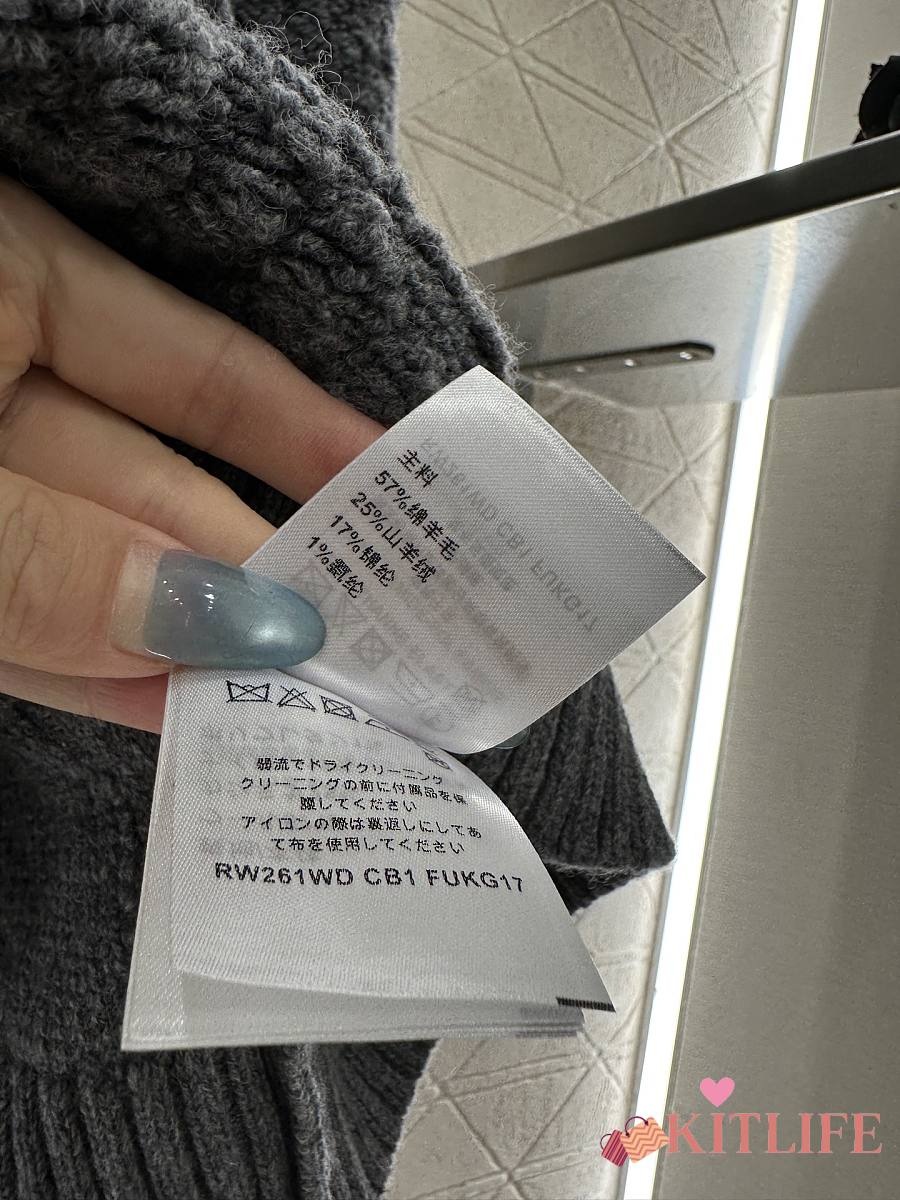 主料
57%绵羊毛
25%山羊绒
17%锦纶
1%氨纶
弱流でドライクリーニング
クリーニングの前に付属品を保
護してください
アイロンの際は裏返しにしてあ
て布を使用してください
RW261WD CB1 FUKG17
KITLIFE